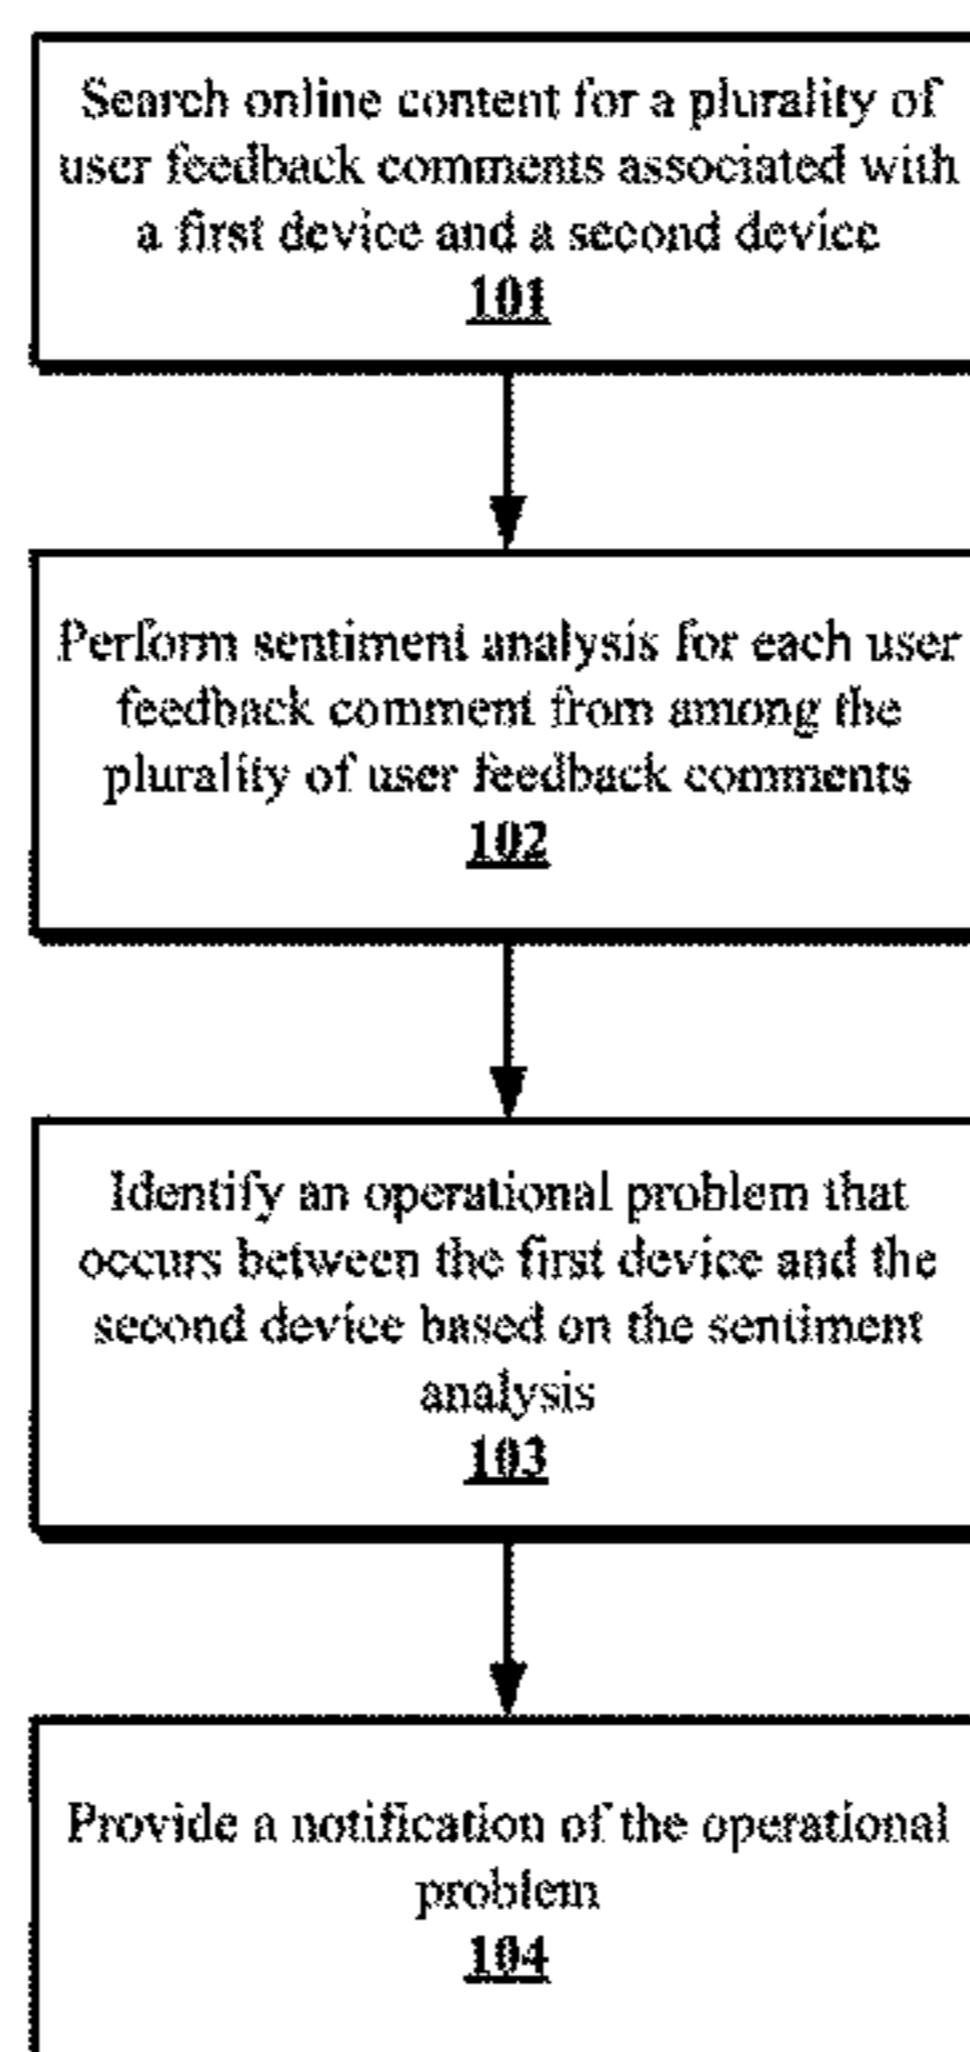 Search online content for a plurality of
user feedback comments associated with
a first device and a second device
101
Perform sentiment analysis for each user
feedback comment from among the
plurality of user feedback comments
102
Identify an operational problem that
occurs between the first device and the
second device based on the sentiment
analysis
103
Provide a notification of the operational
problem
104